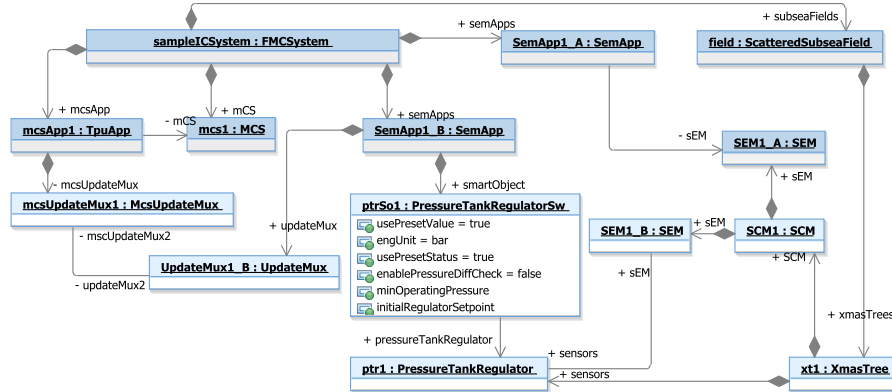 + subseaFields
+ semApps
sampleICSystem : FMCSystem
SemApp1_A : SemApp
field : ScatteredSubseaField
+ mcsApp
+ mCS
+ semApps
- mCS
mcsApp1 : TpuApp
mcs1 : MCS
SemApp1_B : SemApp
- sEM
SEM1_A : SEM
+ sEM
- mcsUpdateMux
+ smartObject
mcsUpdateMux1 : McsUpdateMux
ptrSo1 : PressureTankRegulatorSw
usePresetValue = true
engUnit = bar
usePresetStatus = true
enablePressureDiffCheck = false
minOperatingPressure
initialRegulatorSetpoint
+ updateMux
+ sEM
SEM1_B : SEM
SCM1 : SCM
- mscUpdateMux2
UpdateMux1_B : UpdateMux
+ SCM
+ sEM
- updateMux2
+ xmasTrees
+ pressureTankRegulator
+ sensors
ptr1 : PressureTankRegulator
+ sensors
xt1 : XmasTree